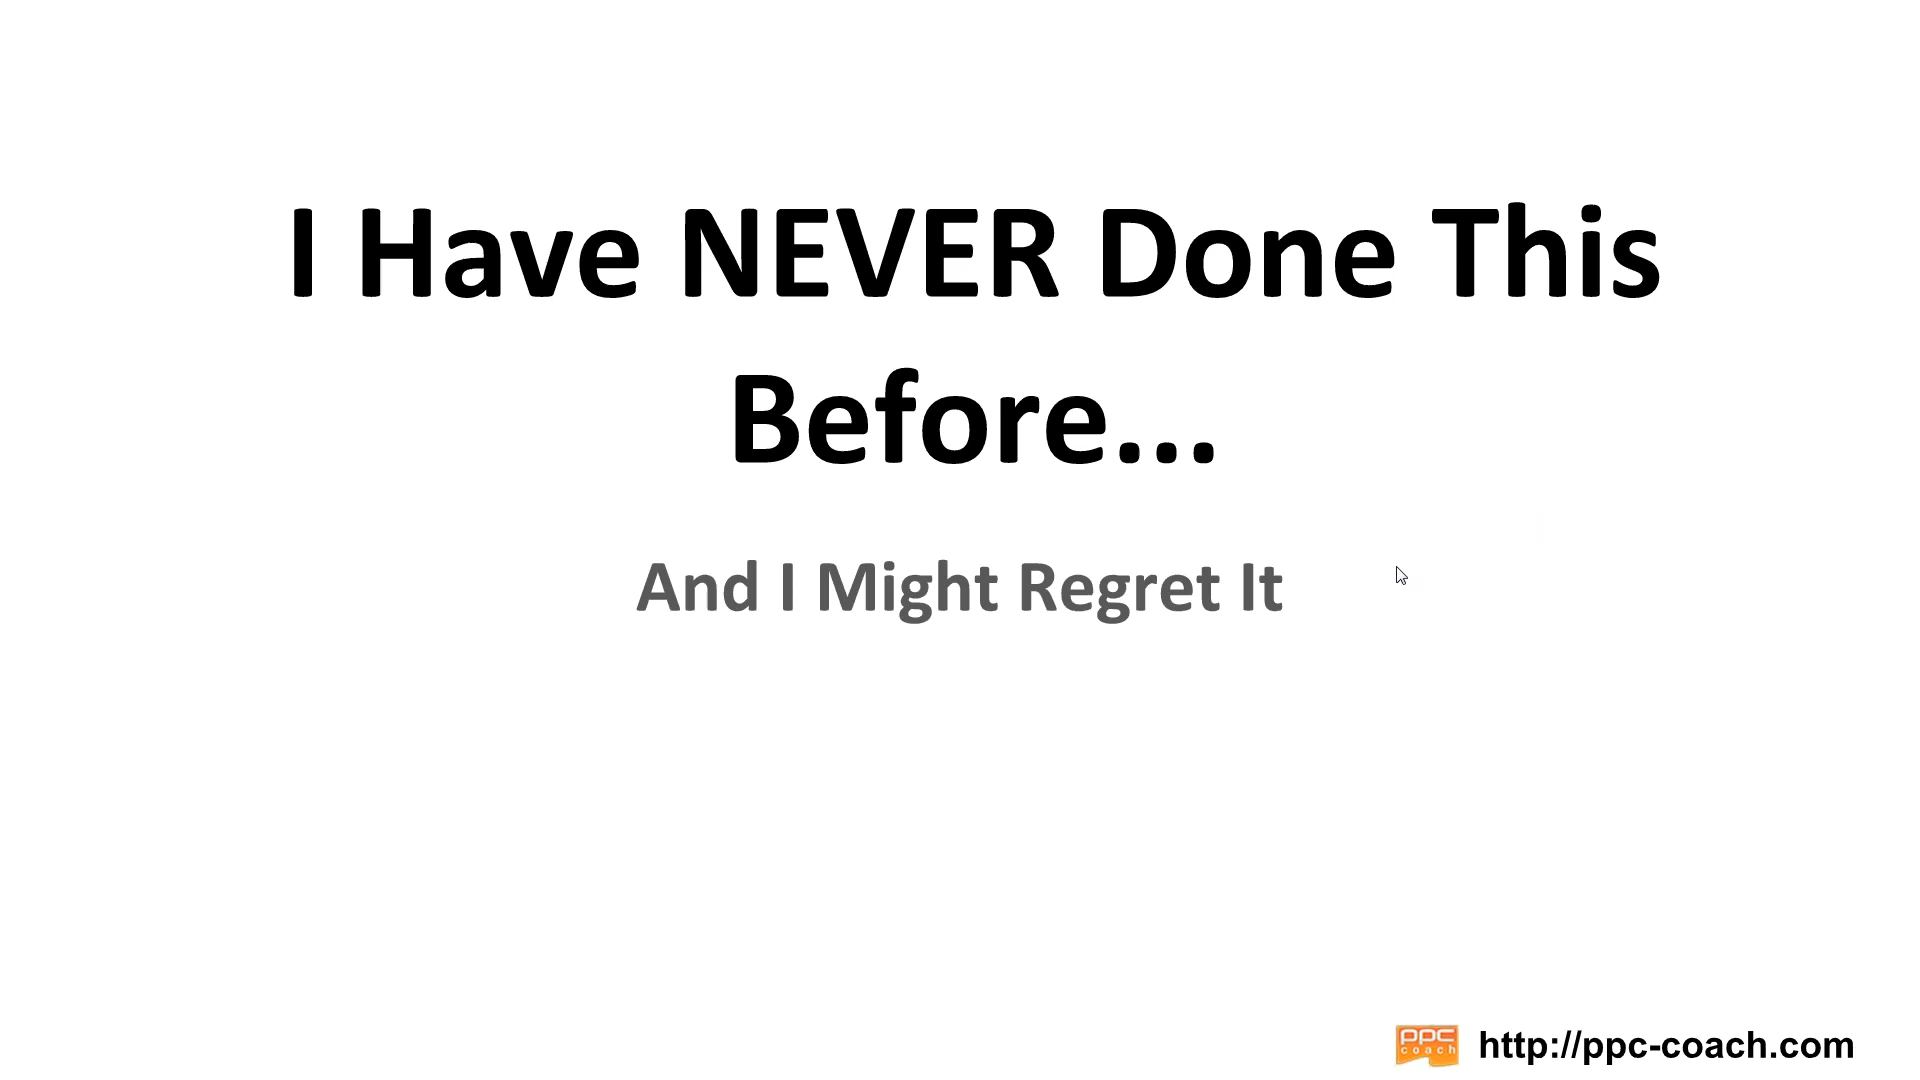 I Have NEVER Done This
Before...
And I Might Regret It
ppc
coach
http://ppc-coach.com